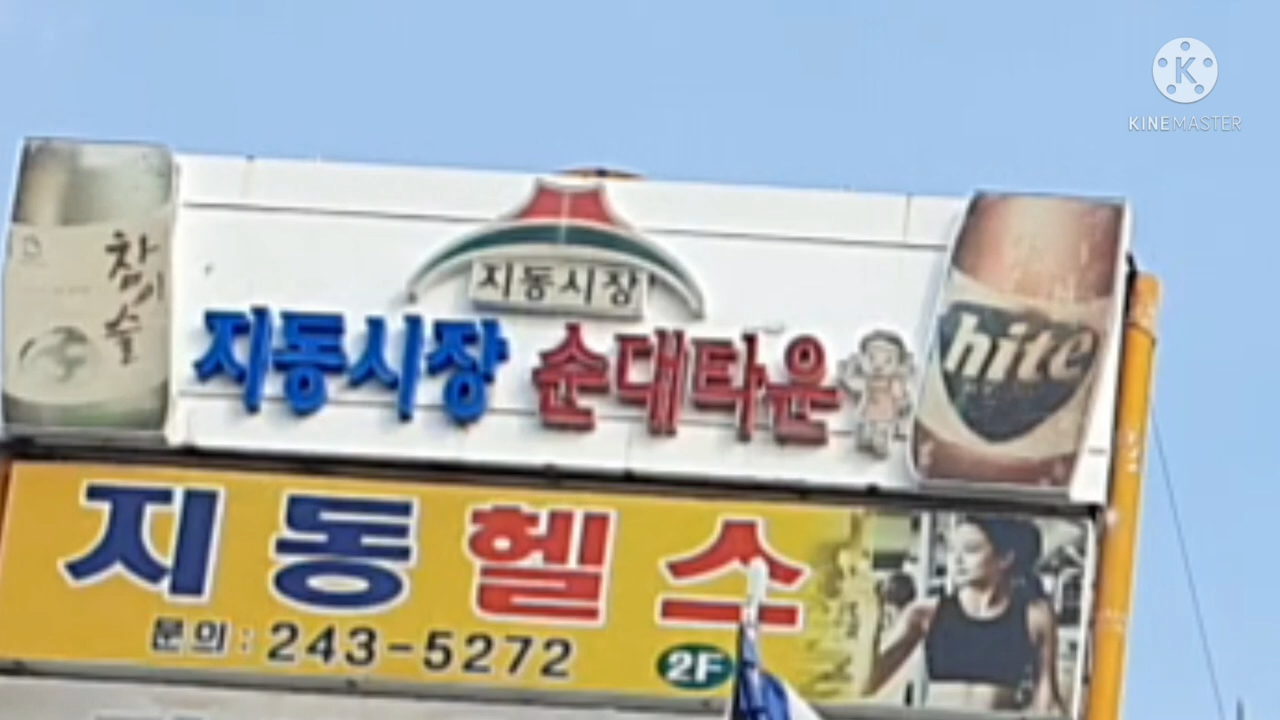 KINEMASTER
참이슬
지동시장
지동시장 순대타운
hite
지동헬스
문의: 243-5272
2F